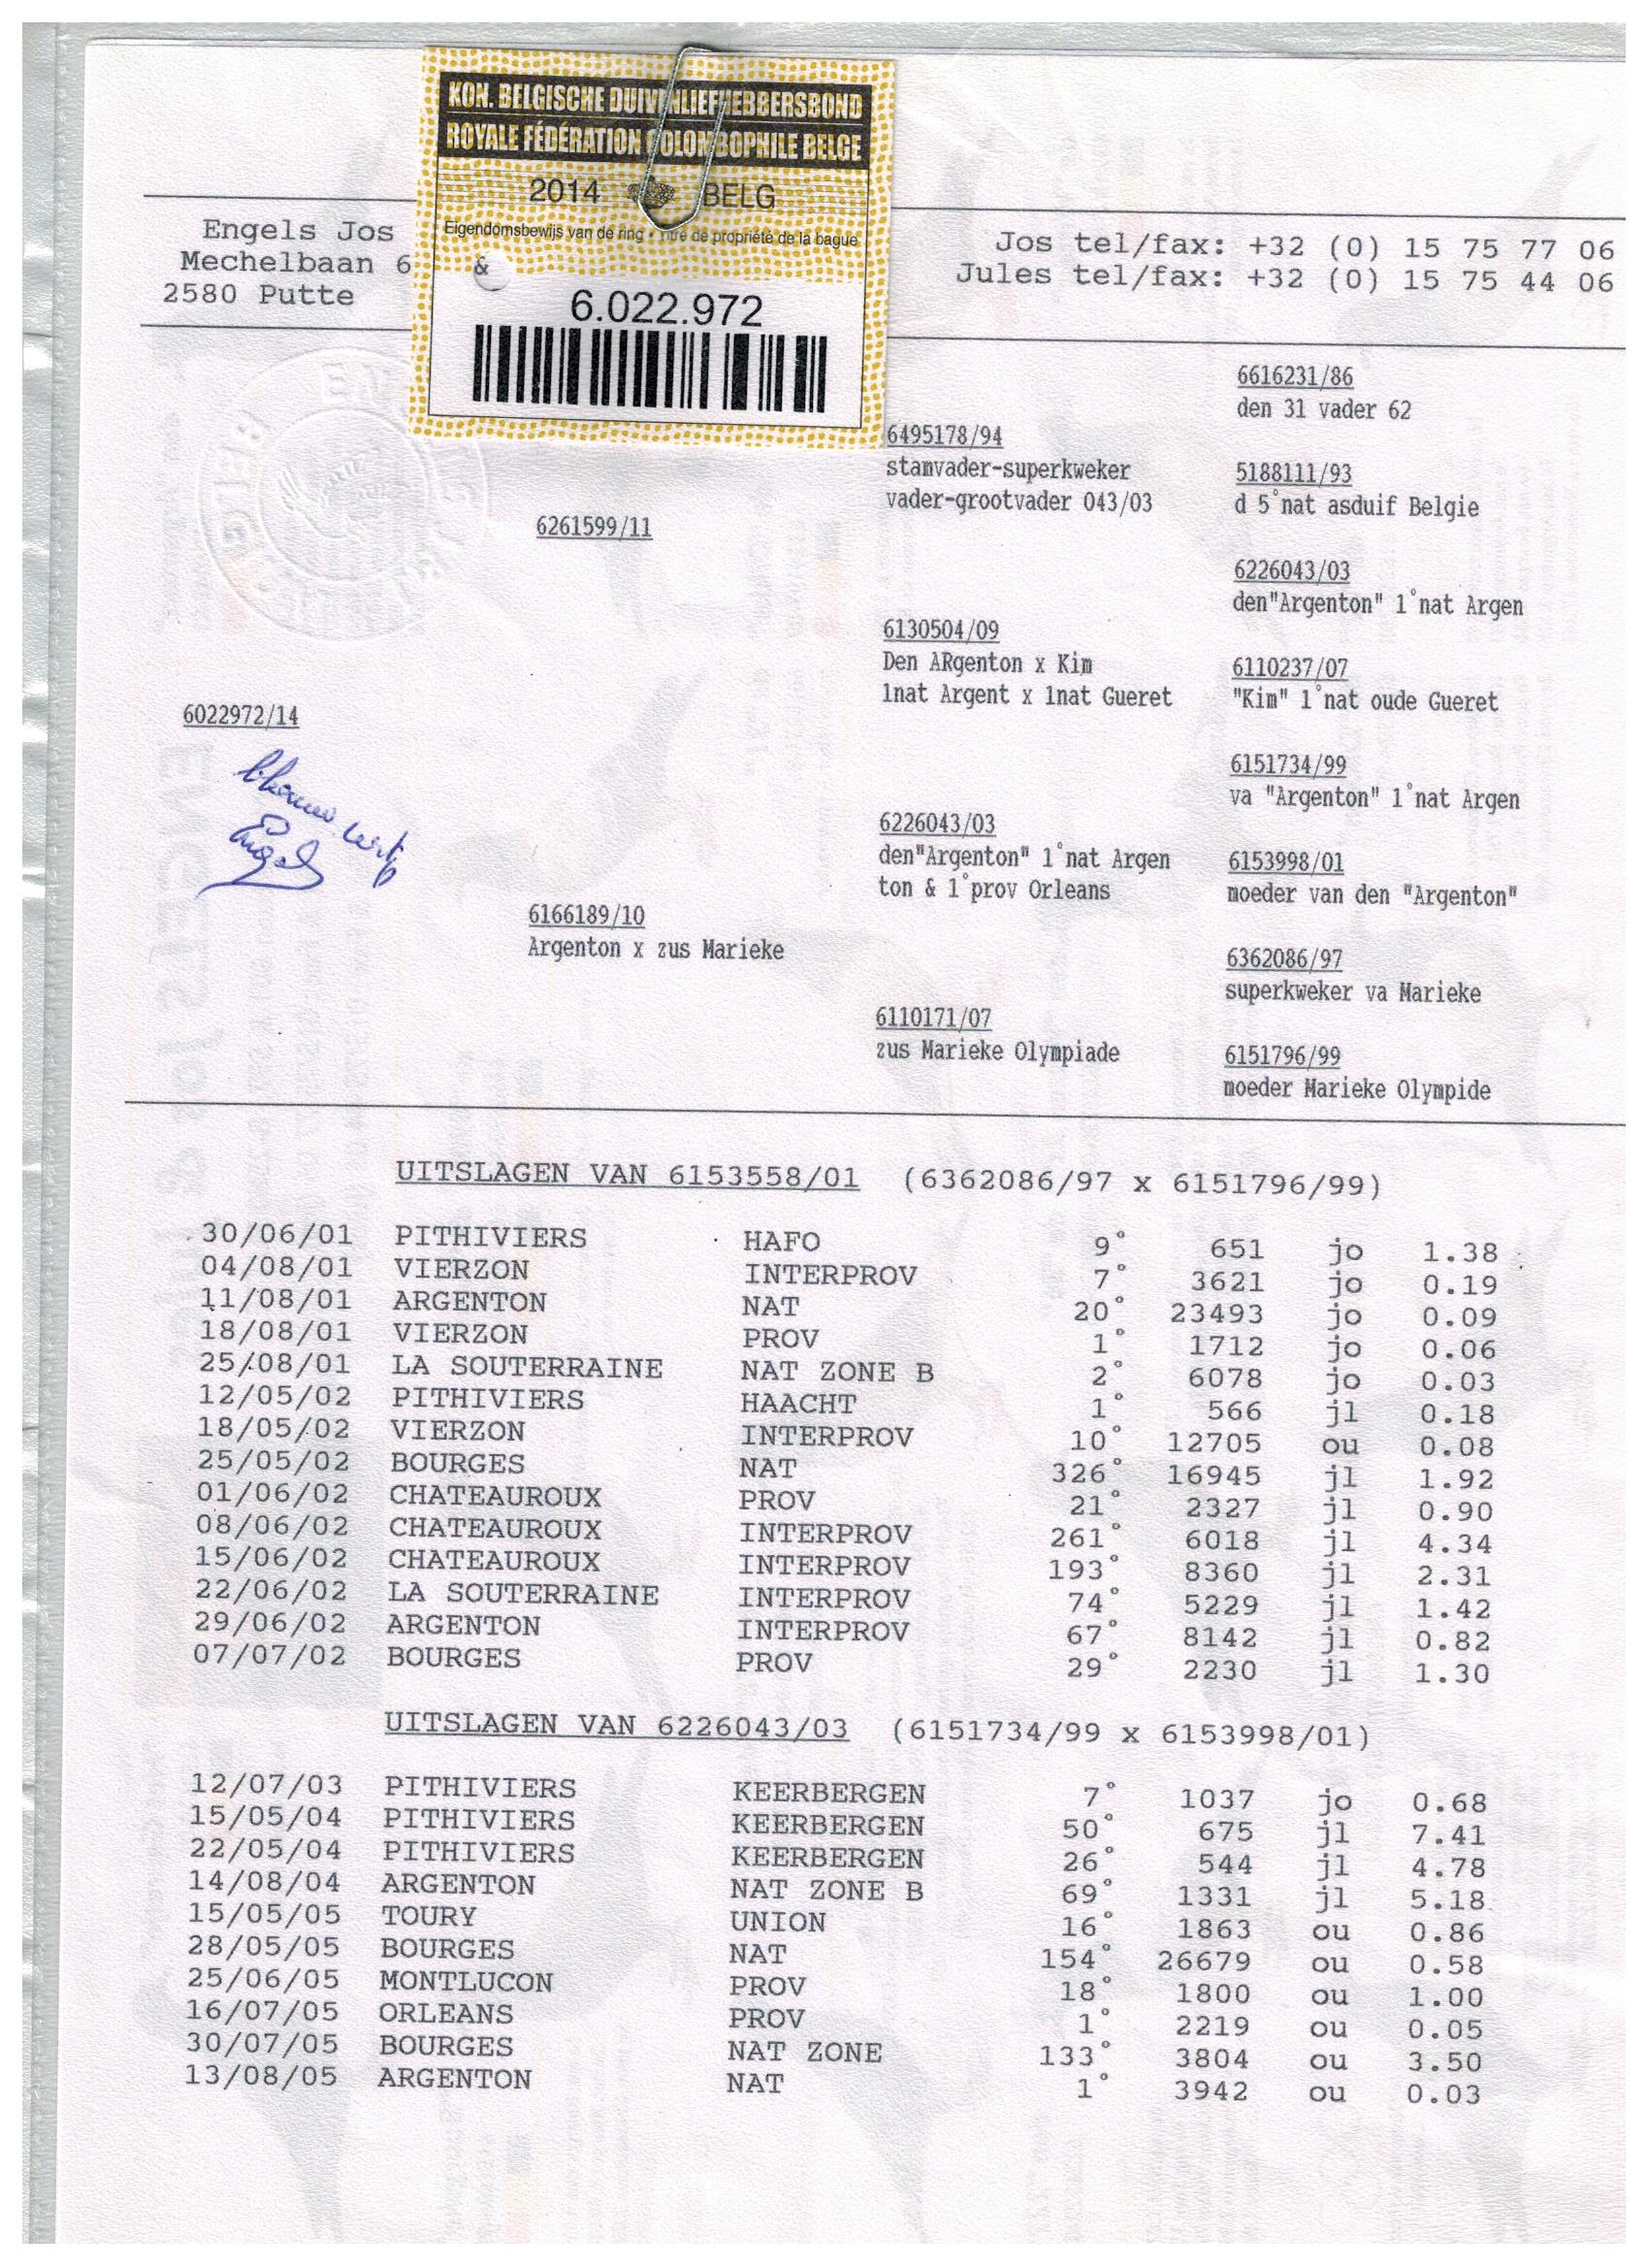 KON. BELGISCHE DUIVENLIEFHEBBERSBOND
ROYALE FÉDÉRATION COLOMBOPHILE BELGE
2014 BELG
Eigendomsbewijs van de ring • Titre de propriété de la bague
&
6.022.972
Engels Jos
Mechelbaan 6
2580 Putte
Jos tel/fax: +32 (0) 15 75 77 06
Jules tel/fax: +32 (0) 15 75 44 06
6616231/86
den 31 vader 62
6495178/94
stamvader-superkweker
vader-grootvader 043/03
5188111/93
d 5°nat asduif Belgie
6261599/11
6226043/03
den"Argenton" 1°nat Argen
6130504/09
Den ARgenton x Kim
1nat Argent x 1nat Gueret
6110237/07
"Kim" 1°nat oude Gueret
6022972/14
6151734/99
va "Argenton" 1°nat Argen
6226043/03
den"Argenton" 1°nat Argen
ton & 1°prov Orleans
6153998/01
moeder van den "Argenton"
6166189/10
Argenton x zus Marieke
6362086/97
superkweker va Marieke
6110171/07
zus Marieke Olympiade
6151796/99
moeder Marieke Olympide
UITSLAGEN VAN 6153558/01 (6362086/97 x 6151796/99)
30/06/01 PITHIVIERS HAFO 9° 651 jo 1.38
04/08/01 VIERZON INTERPROV 7° 3621 jo 0.19
11/08/01 ARGENTON NAT 20° 23493 jo 0.09
18/08/01 VIERZON PROV 1° 1712 jo 0.06
25/08/01 LA SOUTERRAINE NAT ZONE B 2° 6078 jo 0.03
12/05/02 PITHIVIERS HAACHT 1° 566 jl 0.18
18/05/02 VIERZON INTERPROV 10° 12705 ou 0.08
25/05/02 BOURGES NAT 326° 16945 jl 1.92
01/06/02 CHATEAUROUX PROV 21° 2327 jl 0.90
08/06/02 CHATEAUROUX INTERPROV 261° 6018 jl 4.34
15/06/02 CHATEAUROUX INTERPROV 193° 8360 jl 2.31
22/06/02 LA SOUTERRAINE INTERPROV 74° 5229 jl 1.42
29/06/02 ARGENTON INTERPROV 67° 8142 jl 0.82
07/07/02 BOURGES PROV 29° 2230 jl 1.30
UITSLAGEN VAN 6226043/03 (6151734/99 x 6153998/01)
12/07/03 PITHIVIERS KEERBERGEN 7° 1037 jo 0.68
15/05/04 PITHIVIERS KEERBERGEN 50° 675 jl 7.41
22/05/04 PITHIVIERS KEERBERGEN 26° 544 jl 4.78
14/08/04 ARGENTON NAT ZONE B 69° 1331 jl 5.18
15/05/05 TOURY UNION 16° 1863 ou 0.86
28/05/05 BOURGES NAT 154° 26679 ou 0.58
25/06/05 MONTLUCON PROV 18° 1800 ou 1.00
16/07/05 ORLEANS PROV 1° 2219 ou 0.05
30/07/05 BOURGES NAT ZONE 133° 3804 ou 3.50
13/08/05 ARGENTON NAT 1° 3942 ou 0.03